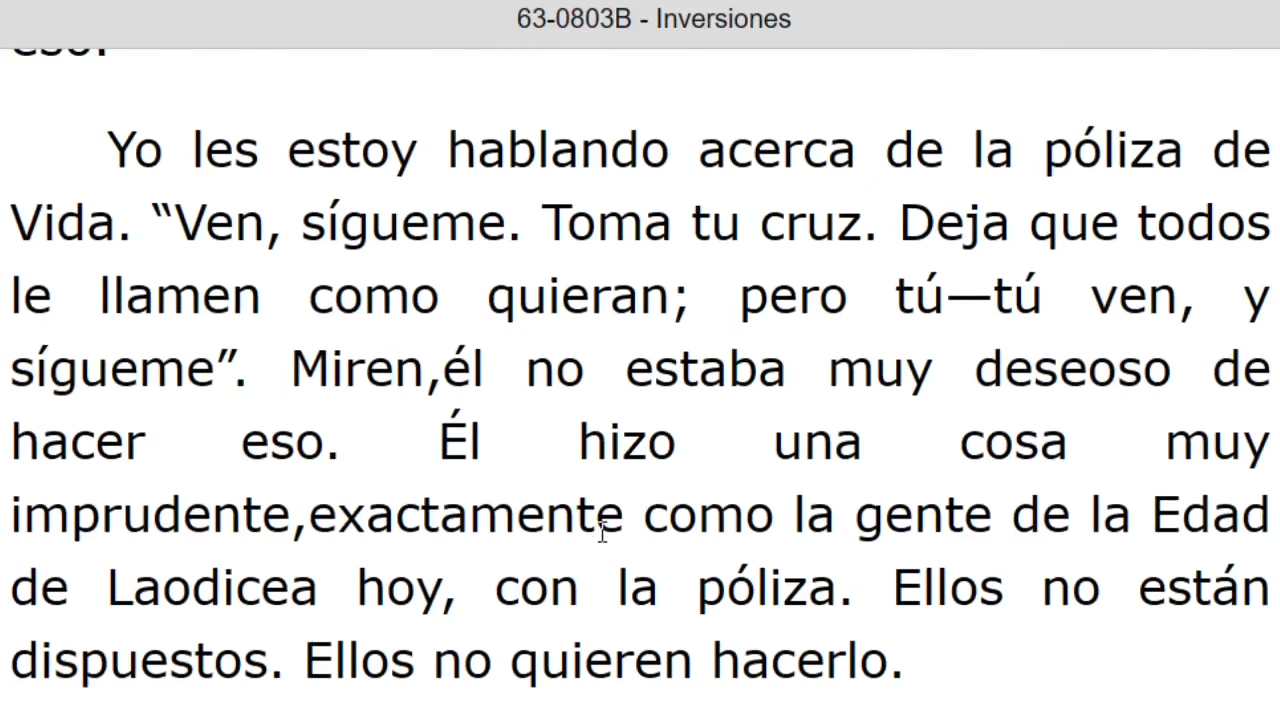 63-0803B - Inversiones
eso.
Yo les estoy hablando acerca de la póliza de
Vida. “Ven, sígueme. Toma tu cruz. Deja que todos
le llamen como quieran; pero tú—tú ven, y
sígueme”. Miren,él no estaba muy deseoso de
hacer eso. Él hizo una cosa muy
imprudente,exactamente como la gente de la Edad
de Laodicea hoy, con la póliza. Ellos no están
dispuestos. Ellos no quieren hacerlo.